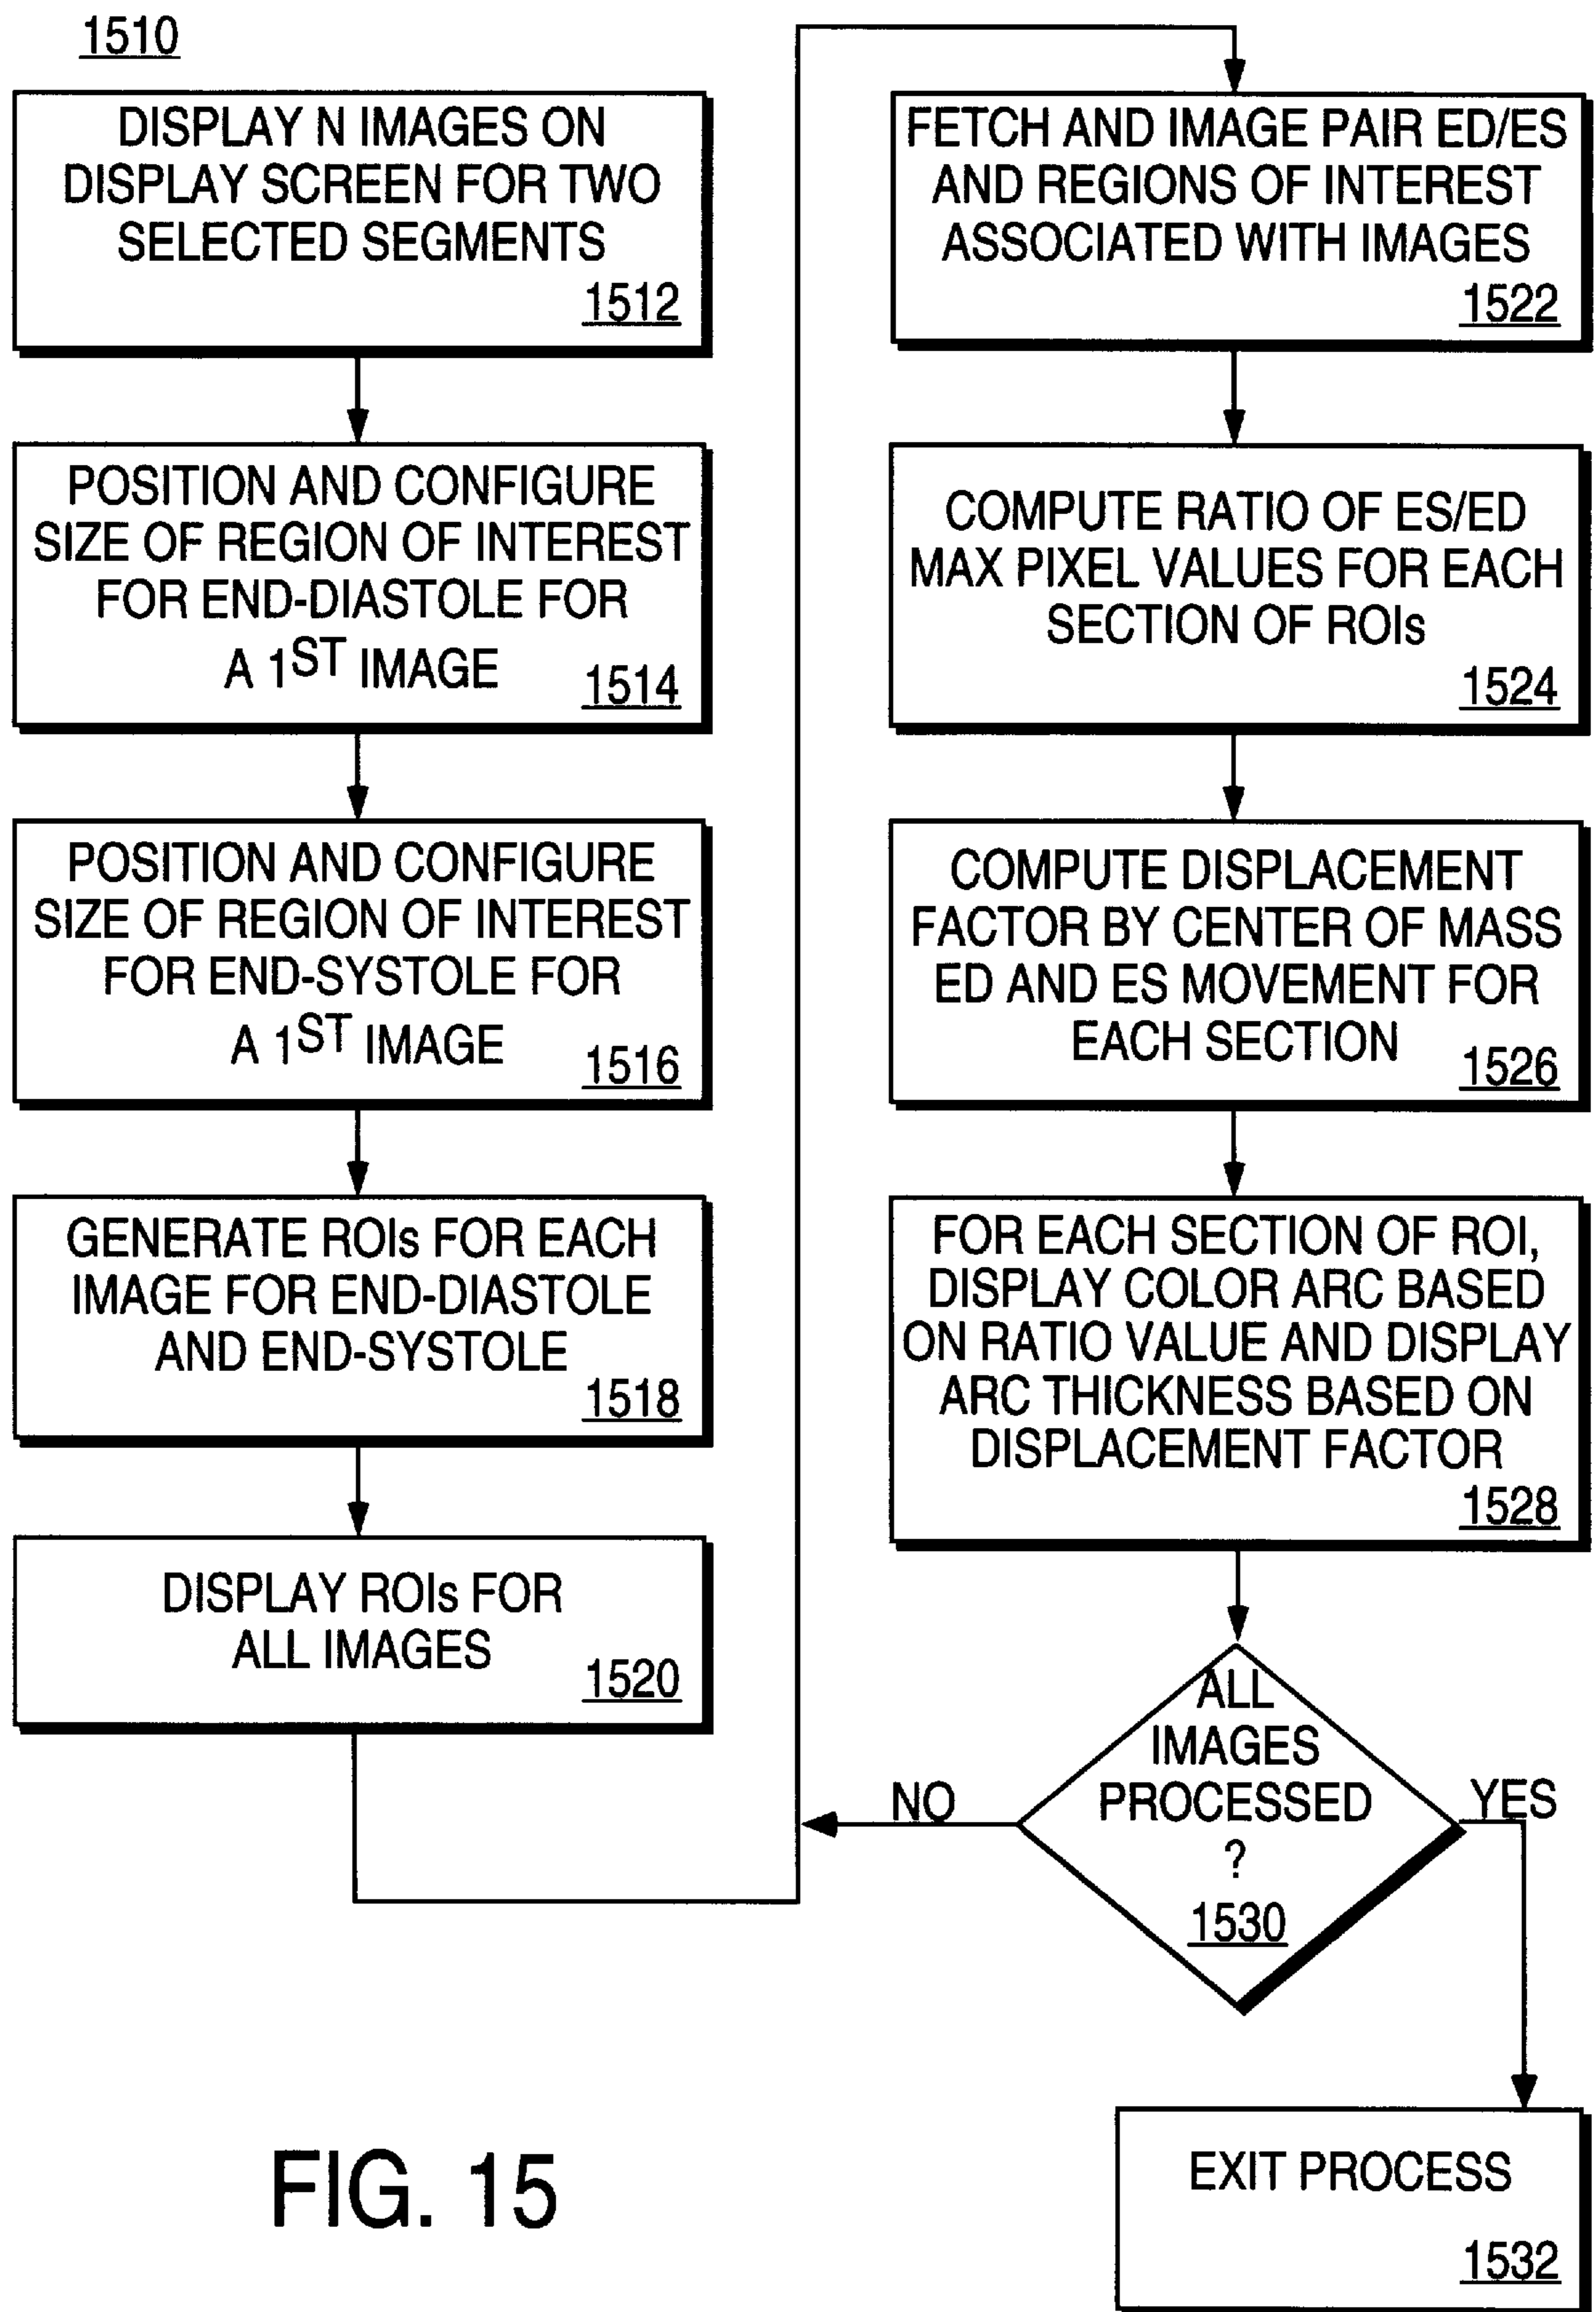 1510
DISPLAY N IMAGES ON
DISPLAY SCREEN FOR TWO
SELECTED SEGMENTS
1512
POSITION AND CONFIGURE
SIZE OF REGION OF INTEREST
FOR END-DIASTOLE FOR
A 1ST IMAGE
1514
POSITION AND CONFIGURE
SIZE OF REGION OF INTEREST
FOR END-SYSTOLE FOR
A 1ST IMAGE
1516
GENERATE ROIs FOR EACH
IMAGE FOR END-DIASTOLE
AND END-SYSTOLE
1518
DISPLAY ROIs FOR
ALL IMAGES
1520
FETCH AND IMAGE PAIR ED/ES
AND REGIONS OF INTEREST
ASSOCIATED WITH IMAGES
1522
COMPUTE RATIO OF ES/ED
MAX PIXEL VALUES FOR EACH
SECTION OF ROIs
1524
COMPUTE DISPLACEMENT
FACTOR BY CENTER OF MASS
ED AND ES MOVEMENT FOR
EACH SECTION
1526
FOR EACH SECTION OF ROI,
DISPLAY COLOR ARC BASED
ON RATIO VALUE AND DISPLAY
ARC THICKNESS BASED ON
DISPLACEMENT FACTOR
1528
ALL
IMAGES
PROCESSED
?
1530
NO
YES
EXIT PROCESS
1532
FIG. 15